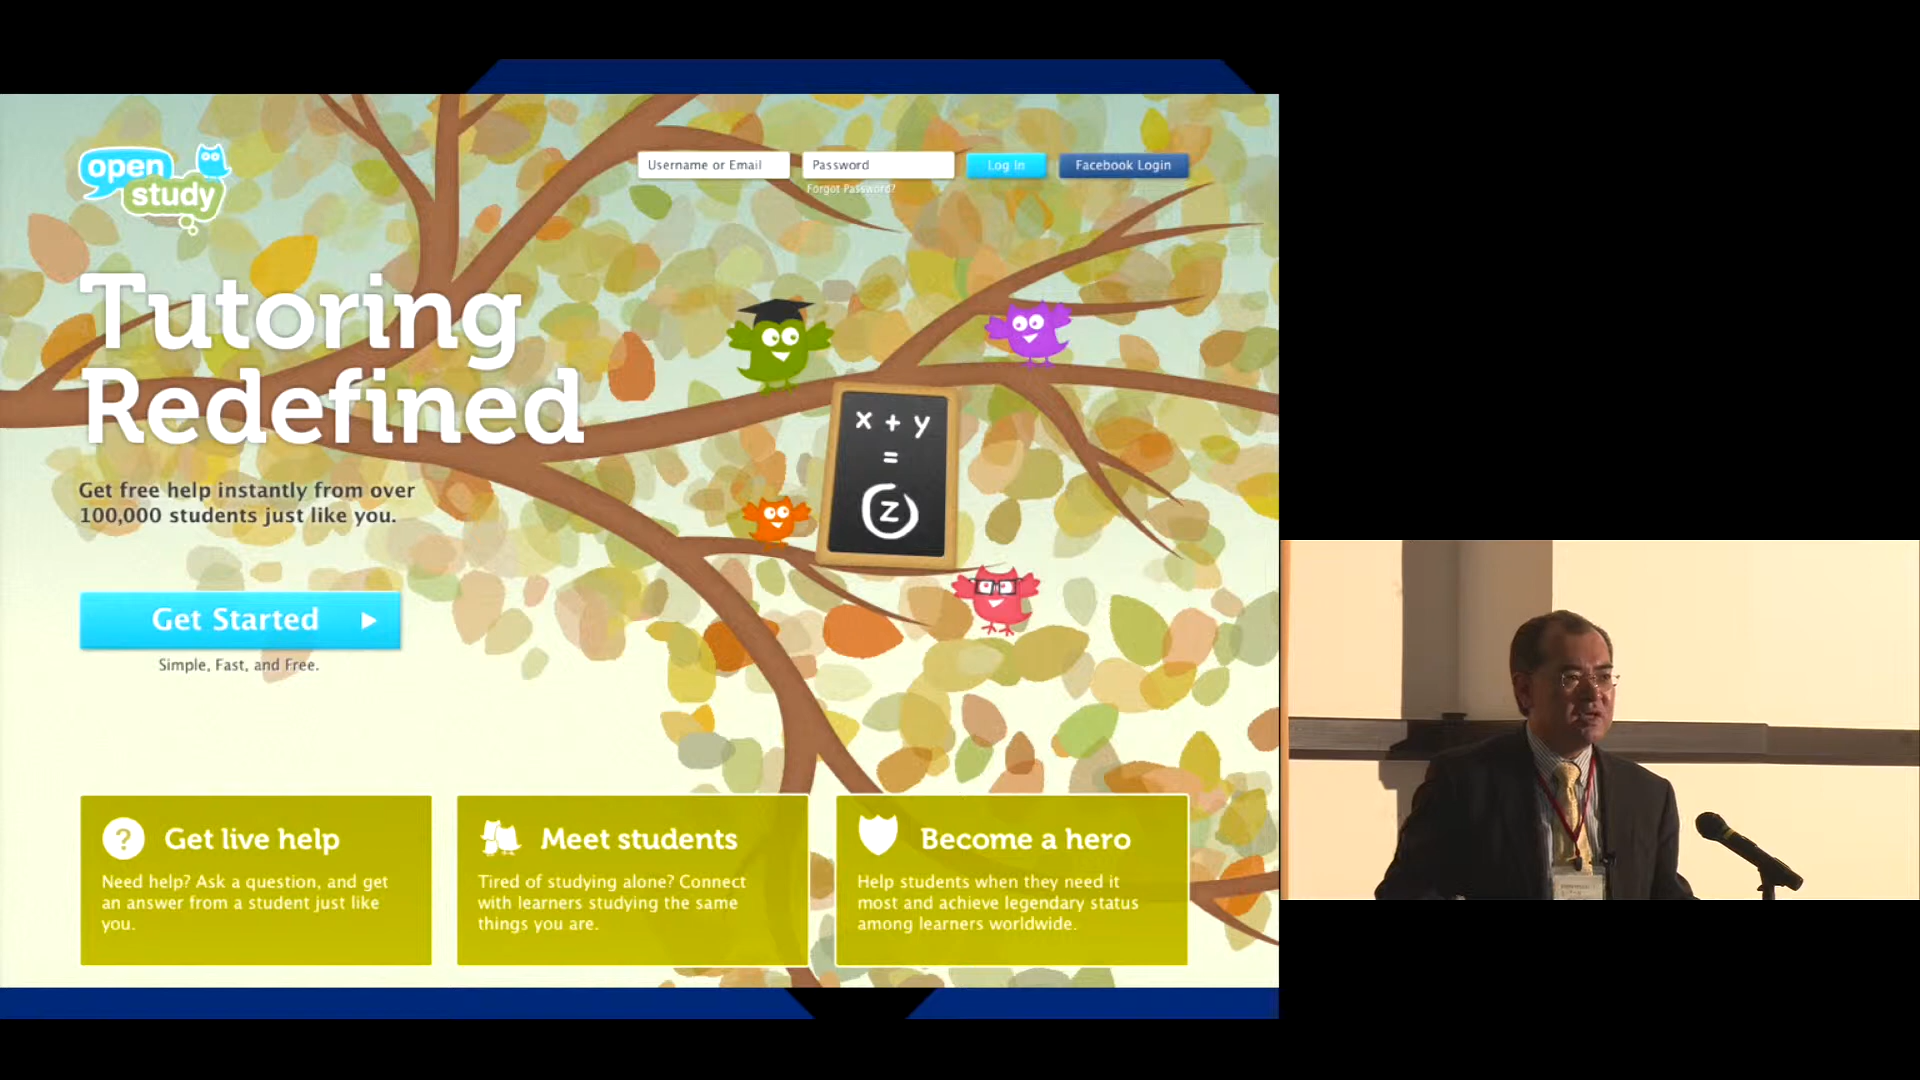 open
study
Username or Email
Password
Log In
Facebook Login
Forgot Password?
Tutoring
Redefined
x + y
=
z
Get free help instantly from over
100,000 students just like you.
Get Started
Simple, Fast, and Free.
? Get live help
Need help? Ask a question, and get
an answer from a student just like
you.
Meet students
Tired of studying alone? Connect
with learners studying the same
things you are.
Become a hero
Help students when they need it
most and achieve legendary status
among learners worldwide.